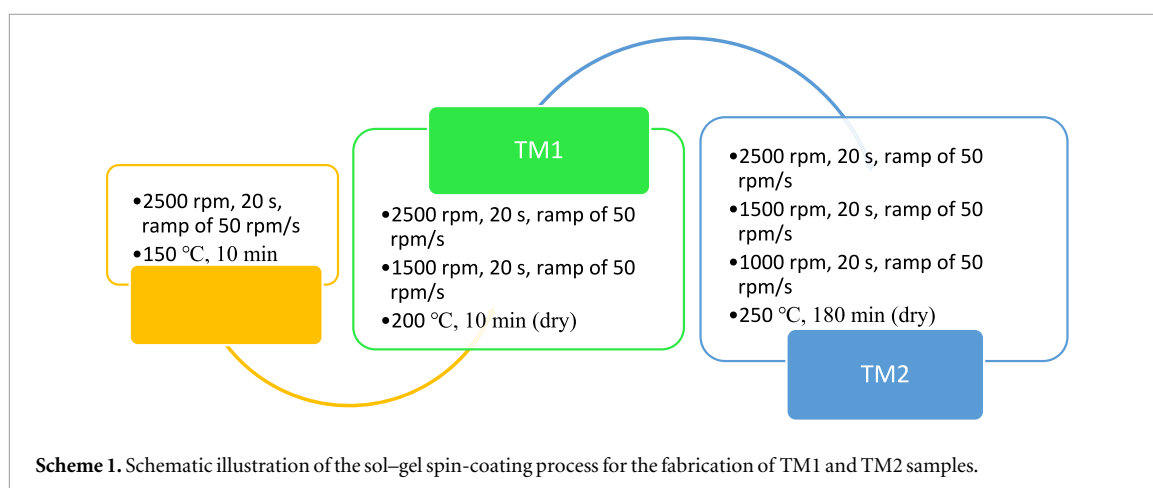 •2500 rpm, 20 s,
ramp of 50 rpm/s
•150 °C, 10 min
TM1
•2500 rpm, 20 s, ramp of 50
rpm/s
•1500 rpm, 20 s, ramp of 50
rpm/s
•200 °C, 10 min (dry)
•2500 rpm, 20 s, ramp of 50
rpm/s
•1500 rpm, 20 s, ramp of 50
rpm/s
•1000 rpm, 20 s, ramp of 50
rpm/s
•250 °C, 180 min (dry)
TM2
Scheme 1. Schematic illustration of the sol–gel spin-coating process for the fabrication of TM1 and TM2 samples.